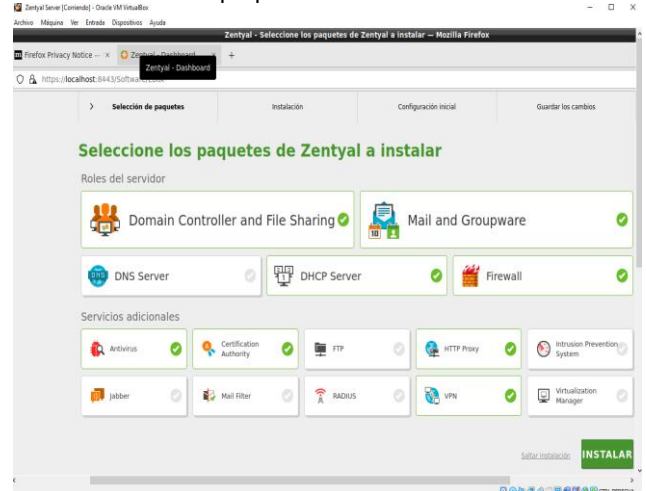 Zentyal Server [Corriendo] - Oracle VM VirtualBox
Archivo Máquina Ver Entrada Dispositivos Ayuda
Zentyal - Seleccione los paquetes de Zentyal a instalar — Mozilla Firefox
Firefox Privacy Notice — × Zentyal - Dashboard × +
Zentyal - Dashboard
https://localhost:8443/Software/EBox
Selección de paquetes Instalación Configuración inicial Guardar los cambios
Seleccione los paquetes de Zentyal a instalar
Roles del servidor
Domain Controller and File Sharing Mail and Groupware
DNS Server DHCP Server Firewall
Servicios adicionales
Antivirus Certification Authority FTP HTTP Proxy Intrusion Prevention System
Jabber Mail Filter RADIUS VPN Virtualization Manager
Saltar instalación INSTALAR